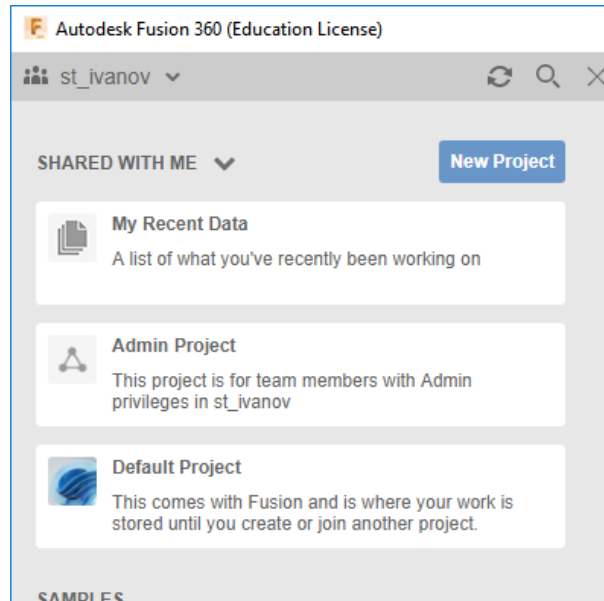 Autodesk Fusion 360 (Education License)
st_ivanov
SHARED WITH ME
New Project
My Recent Data
A list of what you've recently been working on
Admin Project
This project is for team members with Admin
privileges in st_ivanov
Default Project
This comes with Fusion and is where your work is
stored until you create or join another project.
SAMPLES